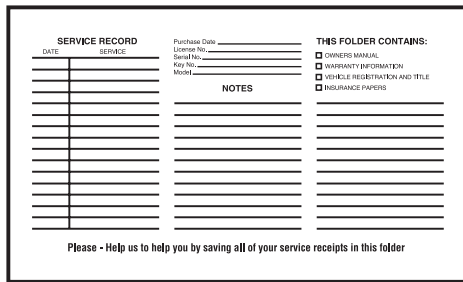 SERVICE RECORD
DATE SERVICE
Purchase Date
License No.
Serial No.
Key No.
Model
NOTES
THIS FOLDER CONTAINS:
OWNERS MANUAL
WARRANTY INFORMATION
VEHICLE REGISTRATION AND TITLE
INSURANCE PAPERS
Please - Help us to help you by saving all of your service receipts in this folder